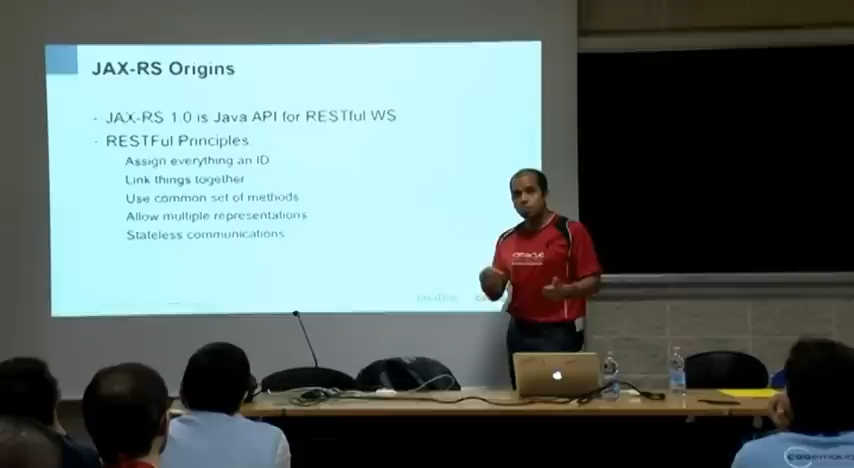 JAX-RS Origins
- JAX-RS 1.0 is Java API for RESTful WS
- RESTFul Principles
Assign everything an ID
Link things together
Use common set of methods
Allow multiple representations
Stateless communications
ORACLE